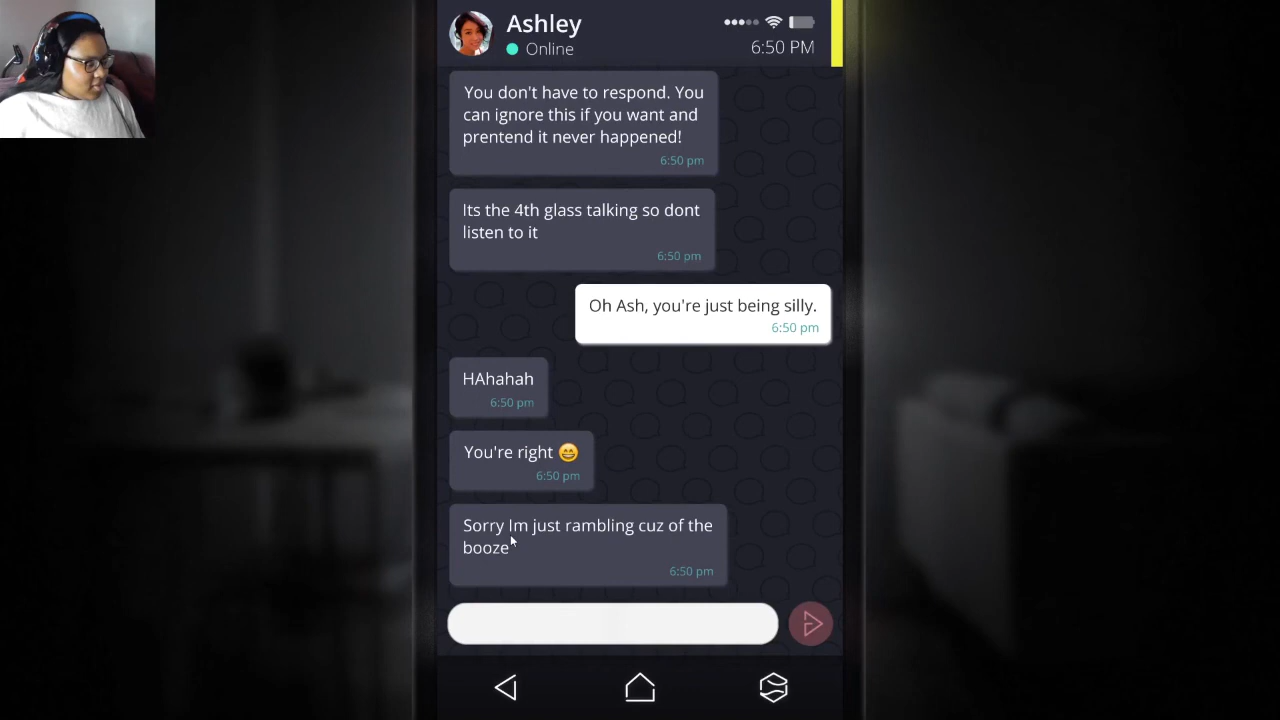 Ashley
Online
6:50 PM
You don't have to respond. You
can ignore this if you want and
prentend it never happened!
6:50 pm
Its the 4th glass talking so dont
listen to it
6:50 pm
Oh Ash, you're just being silly.
6:50 pm
HAhahah
6:50 pm
You're right 😄
6:50 pm
Sorry Im just rambling cuz of the
booze
6:50 pm